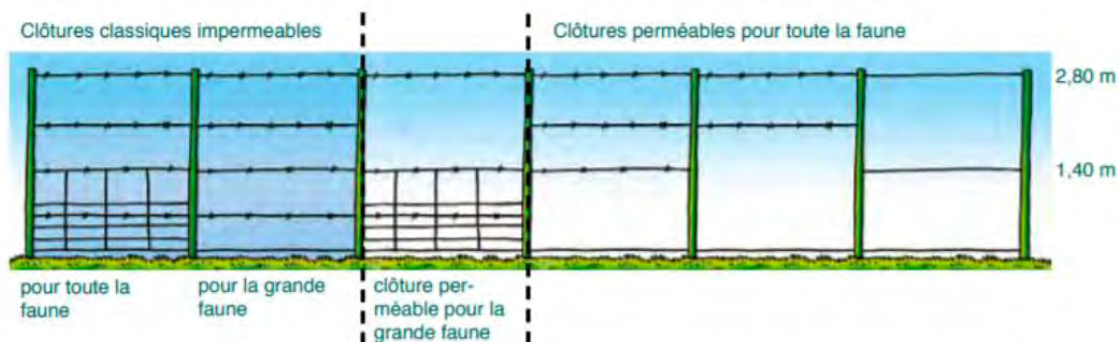 Clôtures classiques impermeables
Clôtures perméables pour toute la faune
2,80 m
1,40 m
pour toute la
faune
pour la grande
faune
clôture per-
méable pour la
grande faune